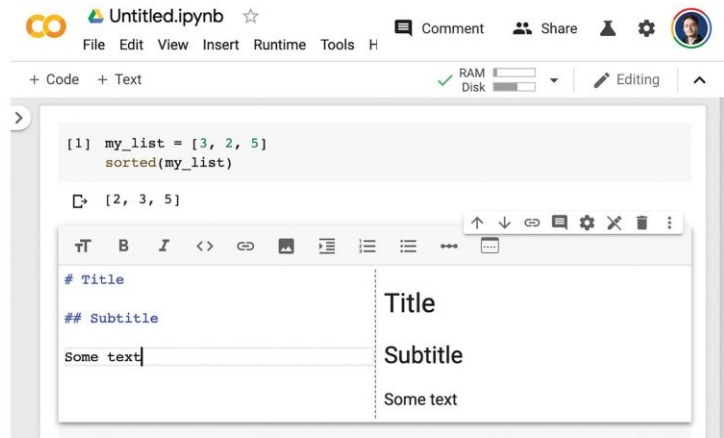 Untitled.ipynb
Comment
Share
File Edit View Insert Runtime Tools H
+ Code + Text
RAM
Disk
Editing
[1] my_list = [3, 2, 5]
sorted(my_list)
[2, 3, 5]
B I <>
# Title
## Subtitle
Some text
Title
Subtitle
Some text